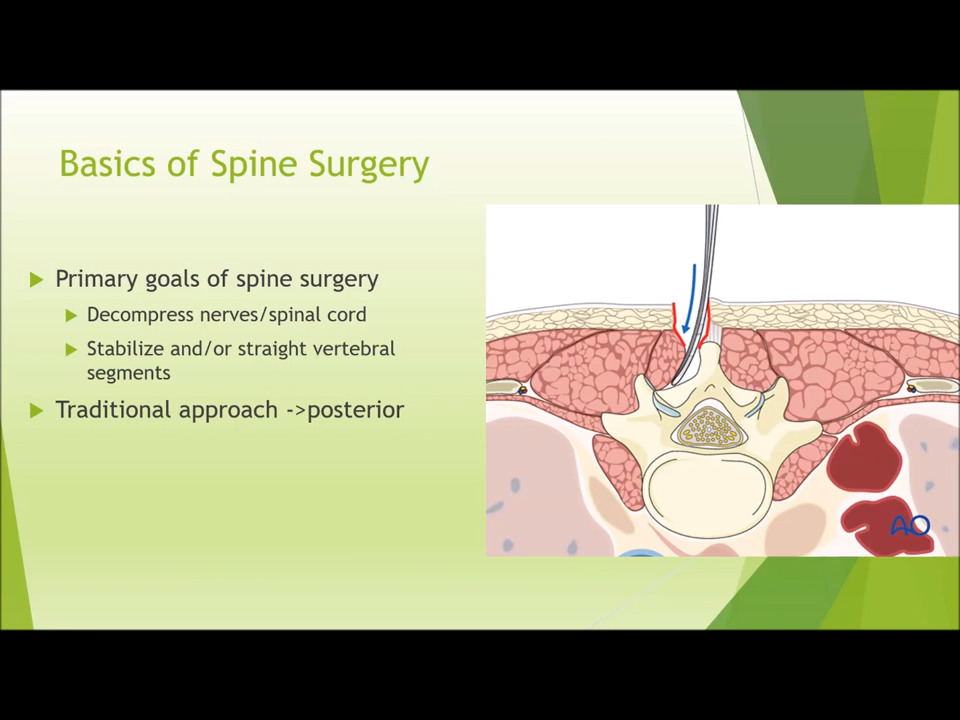 Basics of Spine Surgery
Primary goals of spine surgery
Decompress nerves/spinal cord
Stabilize and/or straight vertebral
segments
Traditional approach ->posterior
AO